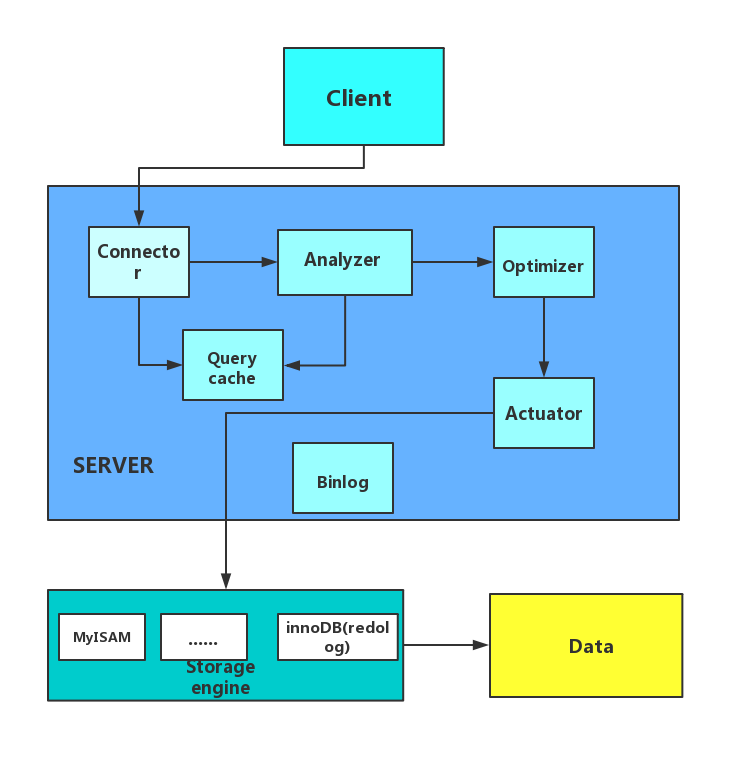 Client
Connecto
r
Analyzer
Optimizer
Query
cache
Actuator
SERVER
Binlog
MyISAM
......
innoDB(redol
og)
Storage
engine
Data